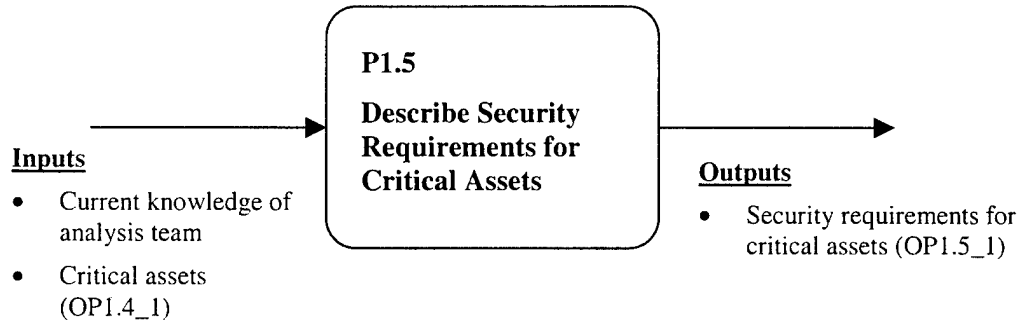 P1.5
Describe Security
Requirements for
Critical Assets
Inputs
• Current knowledge of
analysis team
• Critical assets
(OP1.4_1)
Outputs
• Security requirements for
critical assets (OP1.5_1)